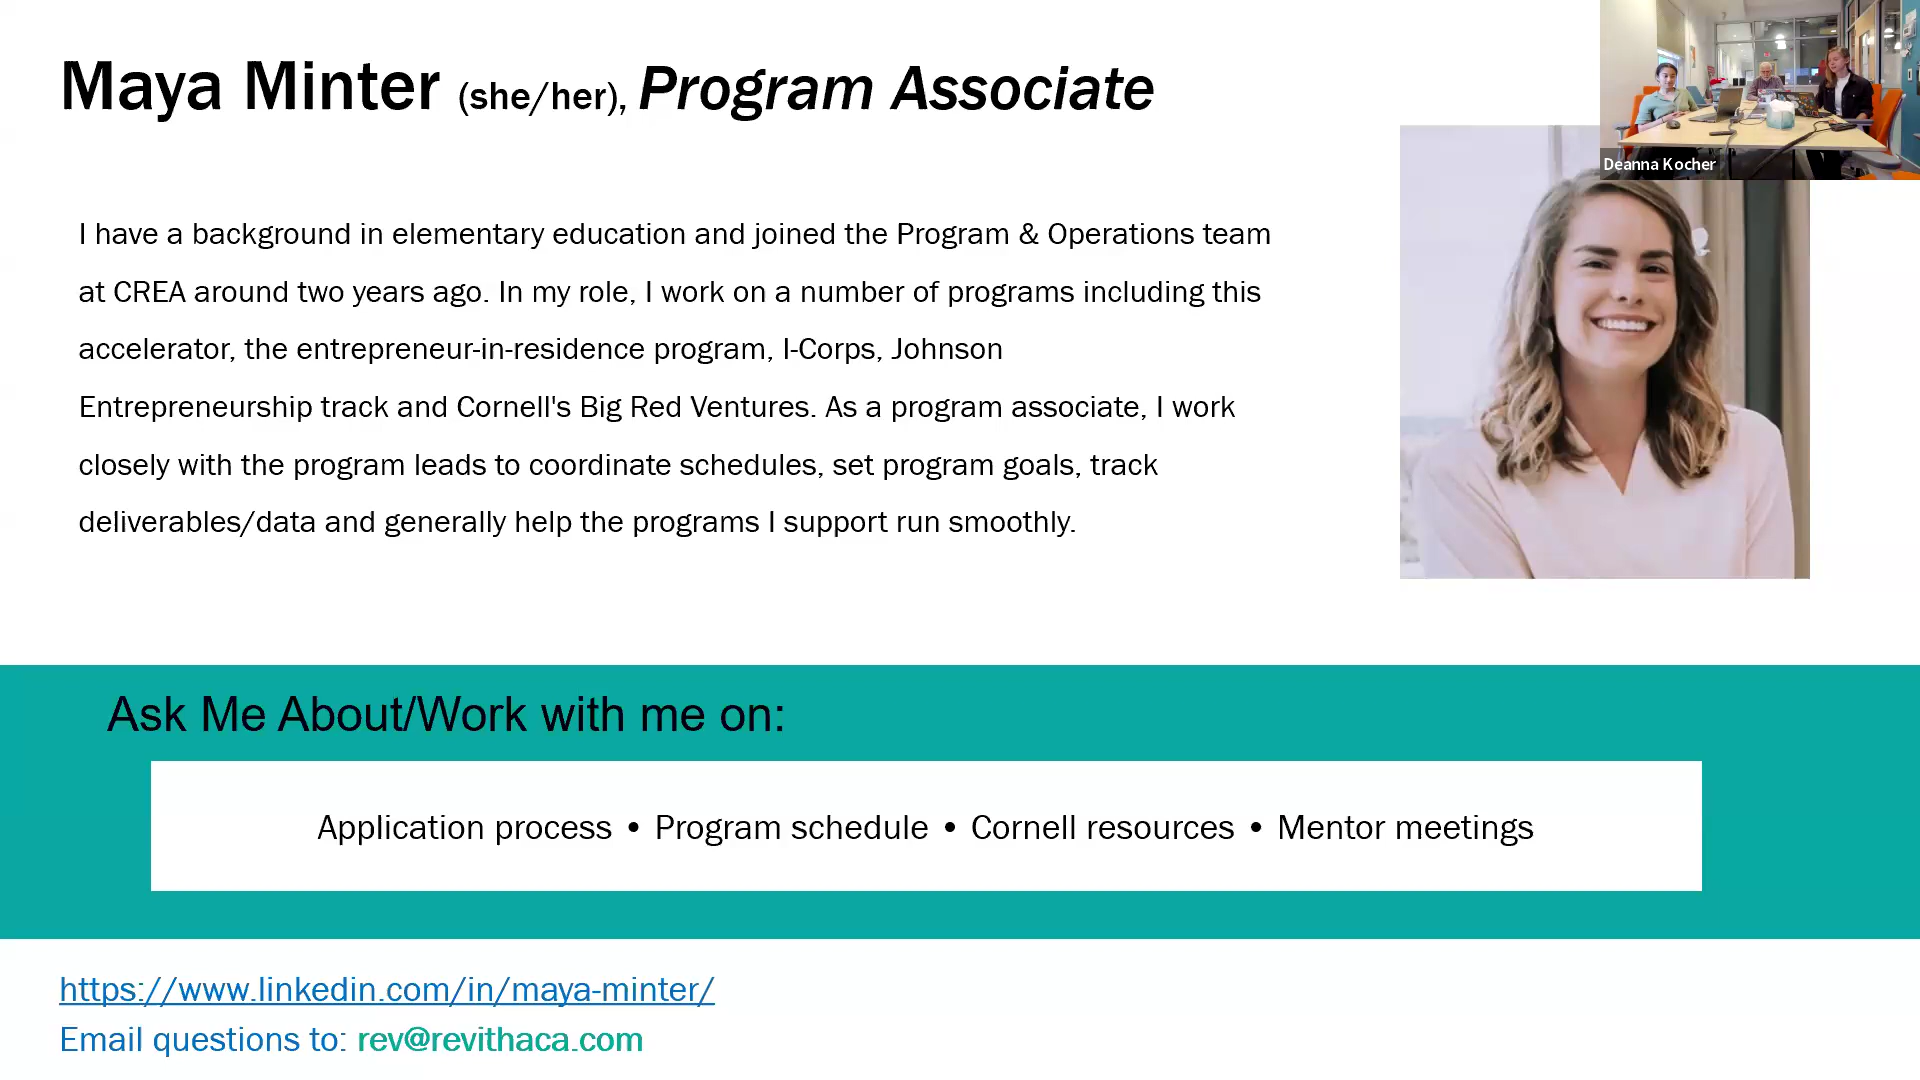 Maya Minter (she/her), Program Associate
Deanna Kocher
I have a background in elementary education and joined the Program & Operations team
at CREA around two years ago. In my role, I work on a number of programs including this
accelerator, the entrepreneur-in-residence program, I-Corps, Johnson
Entrepreneurship track and Cornell's Big Red Ventures. As a program associate, I work
closely with the program leads to coordinate schedules, set program goals, track
deliverables/data and generally help the programs I support run smoothly.
Ask Me About/Work with me on:
Application process • Program schedule • Cornell resources • Mentor meetings
https://www.linkedin.com/in/maya-minter/
Email questions to: rev@revithaca.com